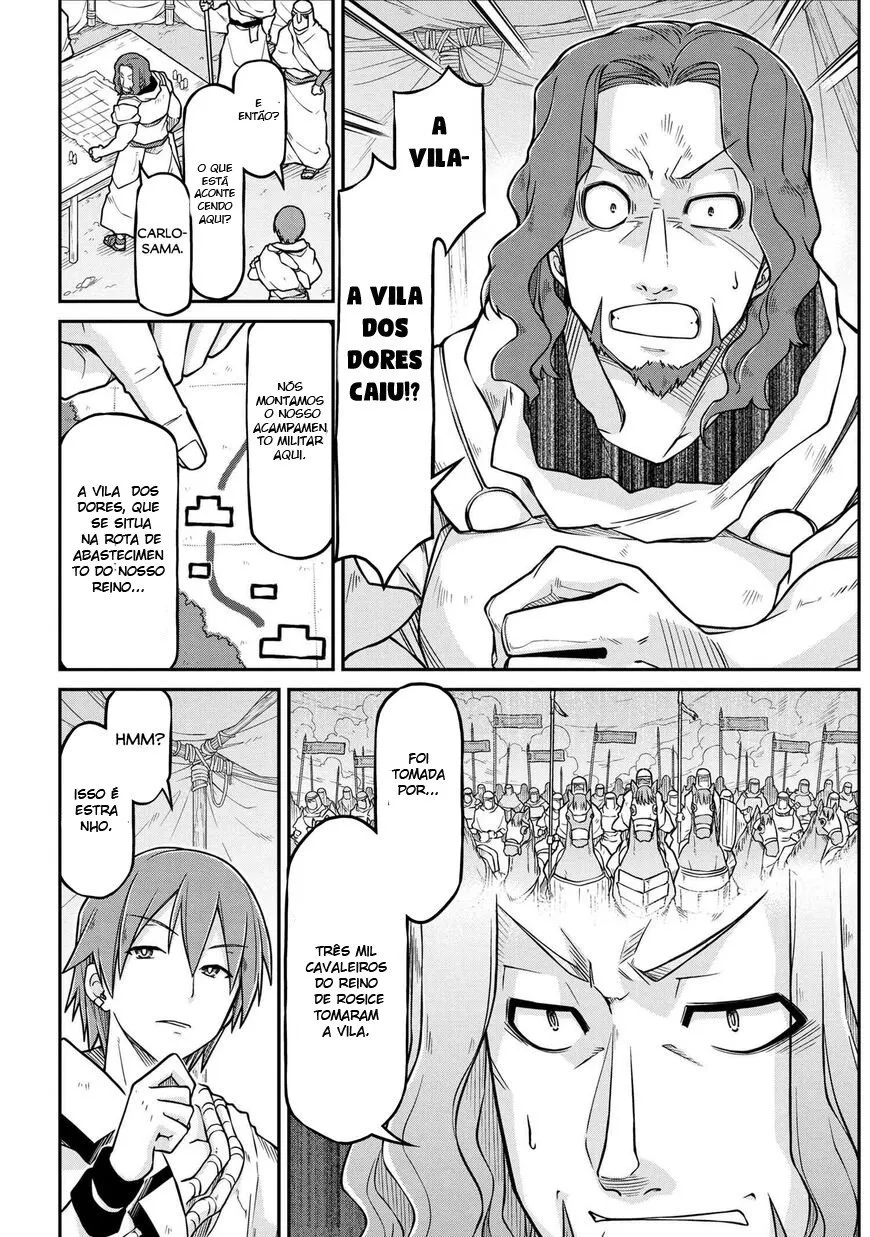 A
VILA-
A VILA
DOS
DORES
CAIU!?
E
ENTÃO?
O QUE
ESTÁ
ACONTE
CENDO
AQUI?
CARLO-
SAMA.
NÓS
MONTAMOS
O NOSSO
ACAMPAMEN
TO MILITAR
AQUI.
A VILA DOS
DORES, QUE
SE SITUA
NA ROTA DE
ABASTECIMEN
TO DO NOSSO
REINO...
FOI
TOMADA
POR...
TRÊS MIL
CAVALEIROS
DO REINO
DE ROSICE
TOMARAM
A VILA.
HMM?
ISSO É
ESTRA
NHO.